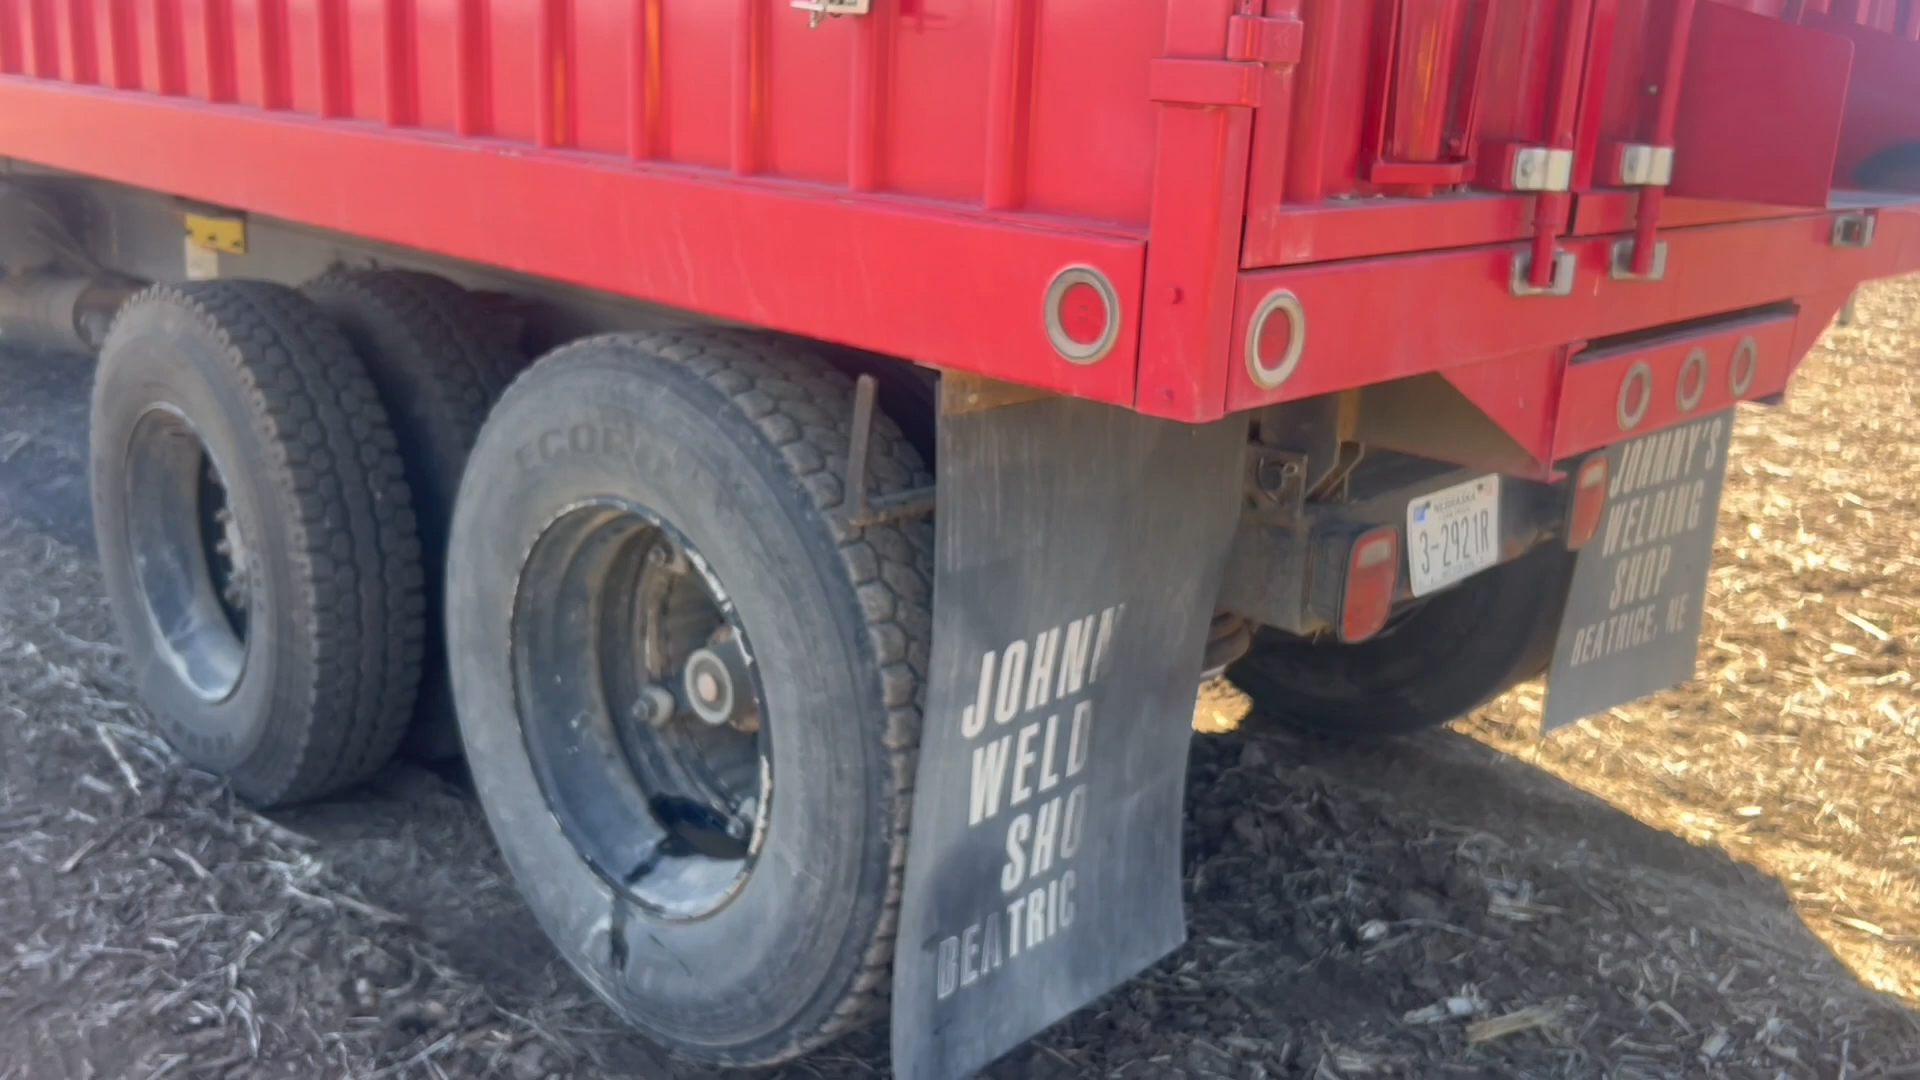 JOHNN
WELD
SHO
BEATRIC
NEBRASKA
3-2921R
JOHNNY'S
WELDING
SHOP
BEATRICE, NE